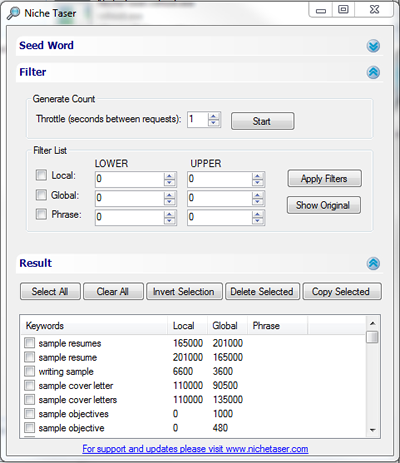 Niche Taser
Seed Word
Filter
Generate Count
Throttle (seconds between requests): 1 Start
Filter List
LOWER UPPER
Local: 0 0 Apply Filters
Global: 0 0
Phrase: 0 0 Show Original
Result
Select All Clear All Invert Selection Delete Selected Copy Selected
Keywords Local Global Phrase
sample resumes 165000 201000
sample resume 201000 165000
writing sample 6600 3600
sample cover letter 110000 90500
sample cover letters 110000 135000
sample objectives 0 1000
sample objective 0 480
For support and updates please visit www.nichetaser.com